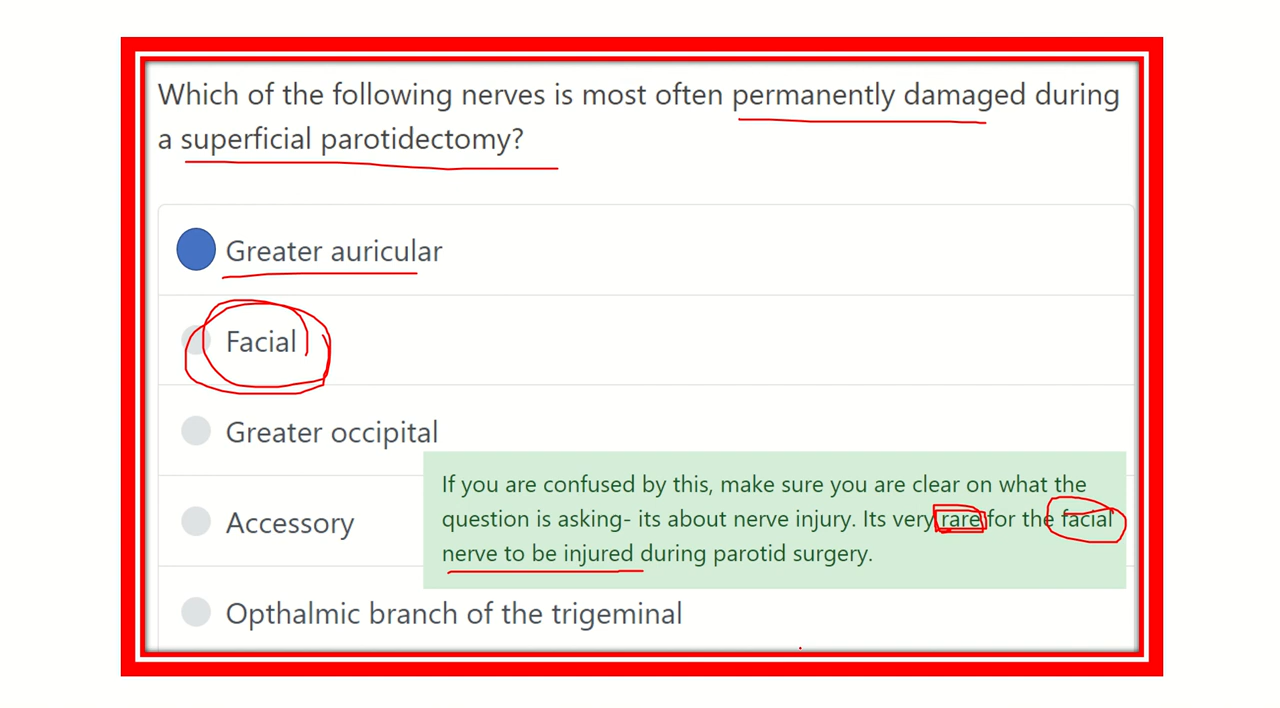 Which of the following nerves is most often permanently damaged during
a superficial parotidectomy?
Greater auricular
Facial
Greater occipital
Accessory
If you are confused by this, make sure you are clear on what the
question is asking- its about nerve injury. Its very rare for the facial
nerve to be injured during parotid surgery.
Opthalmic branch of the trigeminal